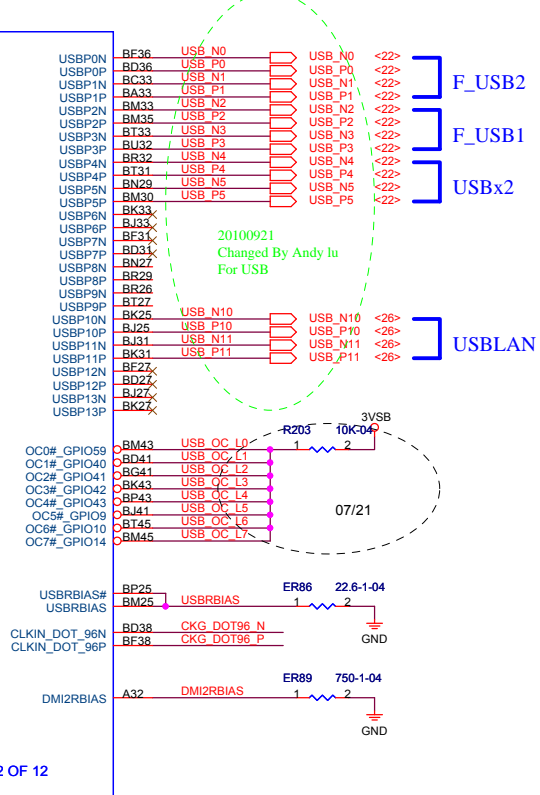 USBP0N BF36 USB_N0 USB_N0 <22>
USBP0P BD36 USB_P0 USB_P0 <22>
USBP1N BC33 USB_N1 USB_N1 <22>
USBP1P BA33 USB_P1 USB_P1 <22>
F_USB2
USBP2N BM33 USB_N2 USB_N2 <22>
USBP2P BM35 USB_P2 USB_P2 <22>
USBP3N BT33 USB_N3 USB_N3 <22>
USBP3P BU32 USB_P3 USB_P3 <22>
F_USB1
USBP4N BR32 USB_N4 USB_N4 <22>
USBP4P BT31 USB_P4 USB_P4 <22>
USBP5N BN29 USB_N5 USB_N5 <22>
USBP5P BM30 USB_P5 USB_P5 <22>
USBx2
USBP6N BK33
USBP6P BJ33
USBP7N BF31
USBP7P BD31
USBP8N BN27
USBP8P BR29
USBP9N BR26
USBP9P BT27
20100921
Changed By Andy lu
For USB
USBP10N BK25 USB_N10 USB_N10 <26>
USBP10P BJ25 USB_P10 USB_P10 <26>
USBP11N BJ31 USB_N11 USB_N11 <26>
USBP11P BK31 USB_P11 USB_P11 <26>
USBLAN
USBP12N BF27
USBP12P BD27
USBP13N BJ27
USBP13P BK27
3VSB
R203 10K-04
1 2
OC0#_GPIO59 BM43 USB_OC_L0
OC1#_GPIO40 BD41 USB_OC_L1
OC2#_GPIO41 BG41 USB_OC_L2
OC3#_GPIO42 BK43 USB_OC_L3
OC4#_GPIO43 BP43 USB_OC_L4
OC5#_GPIO9 BJ41 USB_OC_L5
OC6#_GPIO10 BT45 USB_OC_L6
OC7#_GPIO14 BM45 USB_OC_L7
07/21
USBRBIAS# BP25
USBRBIAS BM25 USBRBIAS
ER86 22.6-1-04
1 2
GND
CLKIN_DOT_96N BD38 CKG_DOT96_N
CLKIN_DOT_96P BF38 CKG_DOT96_P
ER89 750-1-04
DMI2RBIAS A32 DMI2RBIAS 1 2
GND
2 OF 12